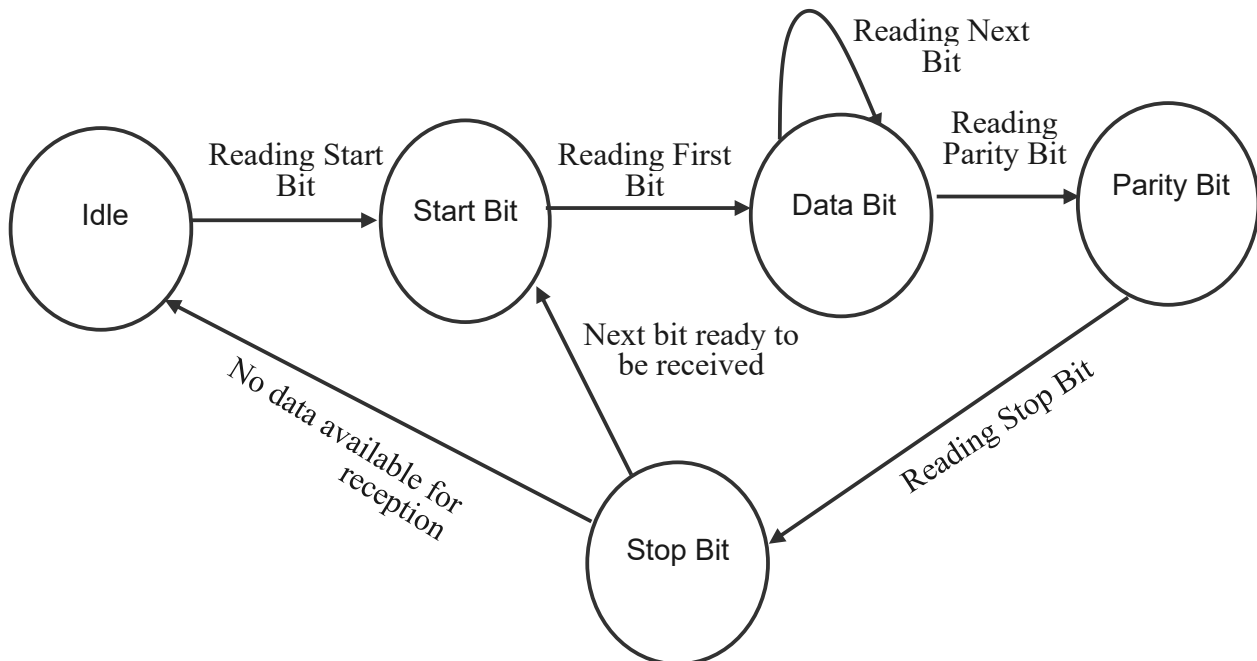 Reading Next
Bit
Reading
Parity Bit
Reading Start
Bit
Reading First
Bit
Idle
Start Bit
Data Bit
Parity Bit
Next bit ready to
be received
No data available for
reception
Reading Stop Bit
Stop Bit